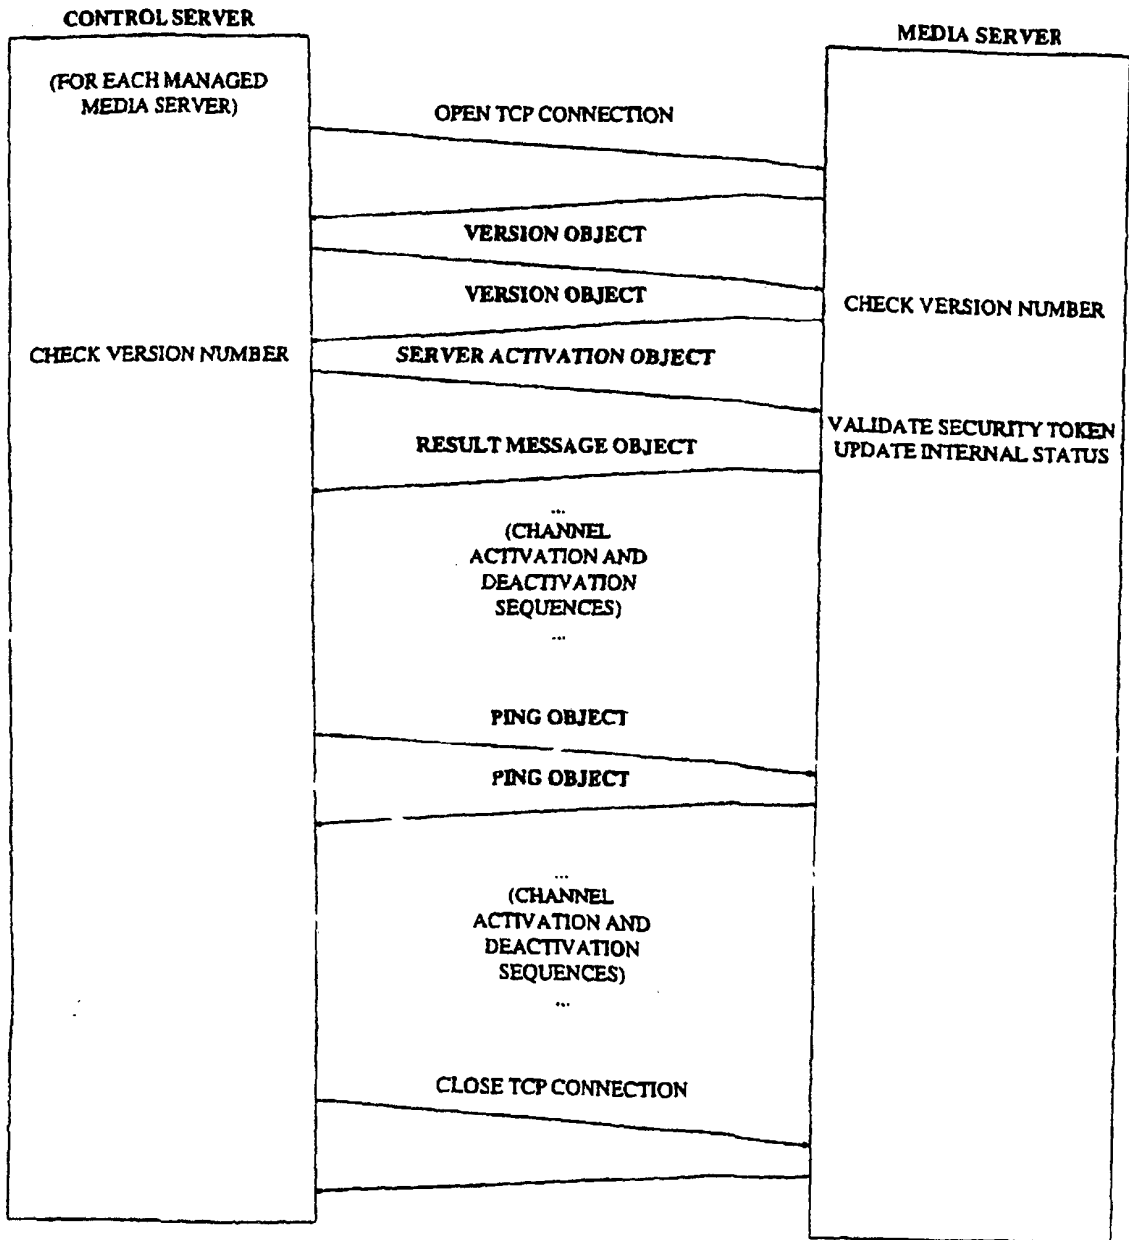 CONTROL SERVER
MEDIA SERVER
(FOR EACH MANAGED
MEDIA SERVER)
OPEN TCP CONNECTION
VERSION OBJECT
VERSION OBJECT
CHECK VERSION NUMBER
CHECK VERSION NUMBER
SERVER ACTIVATION OBJECT
VALIDATE SECURITY TOKEN
UPDATE INTERNAL STATUS
RESULT MESSAGE OBJECT
...
(CHANNEL
ACTIVATION AND
DEACTIVATION
SEQUENCES)
...
PING OBJECT
PING OBJECT
...
(CHANNEL
ACTIVATION AND
DEACTIVATION
SEQUENCES)
...
CLOSE TCP CONNECTION